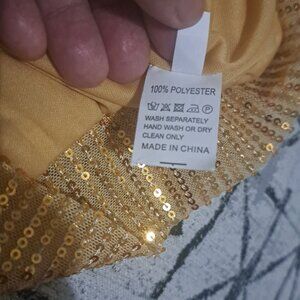 100% POLYESTER
WASH SEPARATELY
HAND WASH OR DRY
CLEAN ONLY
MADE IN CHINA